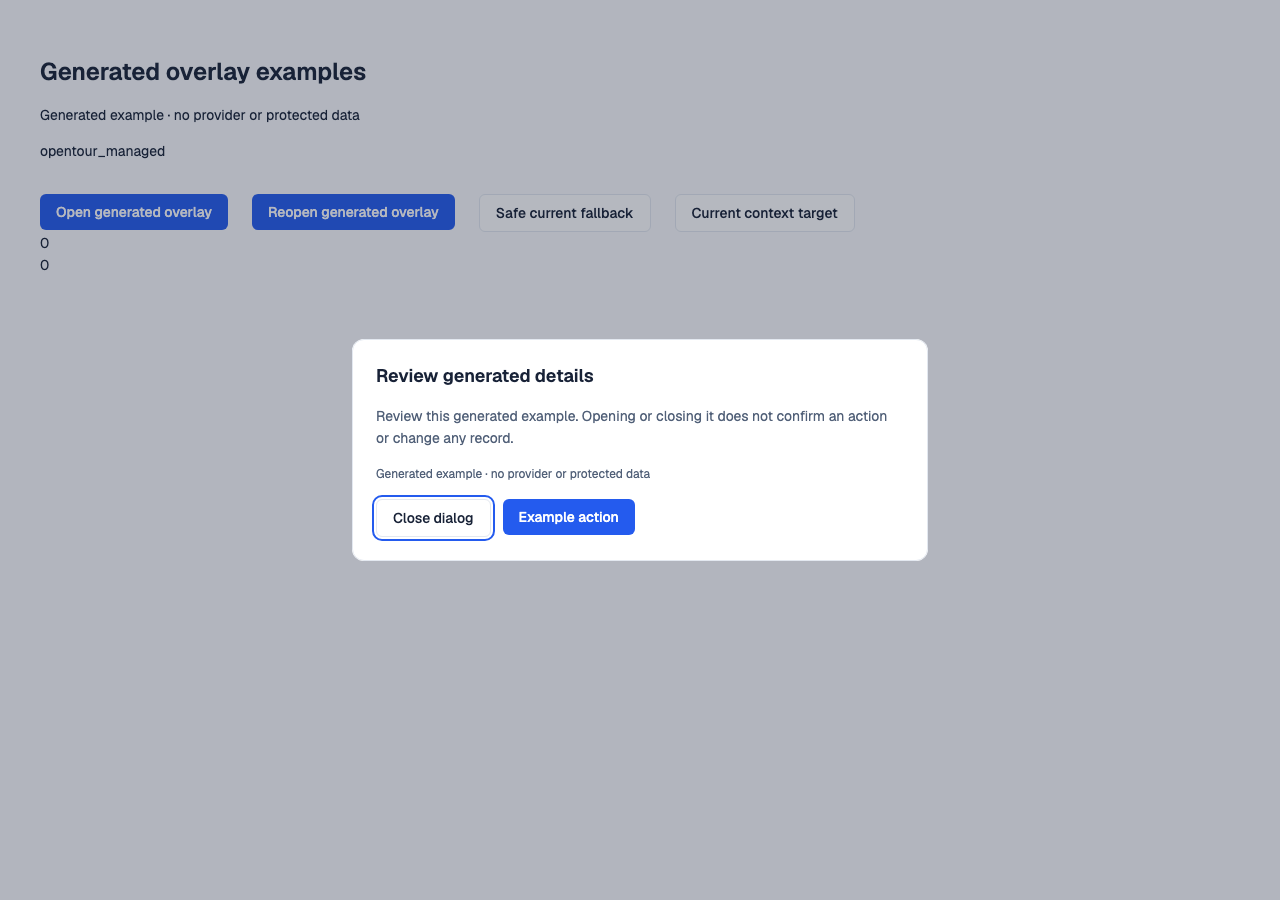 Generated overlay examples
Generated example · no provider or protected data
opentour_managed
Open generated overlay
Reopen generated overlay
Safe current fallback
Current context target
0
0
Review generated details
Review this generated example. Opening or closing it does not confirm an action
or change any record.
Generated example · no provider or protected data
Close dialog
Example action